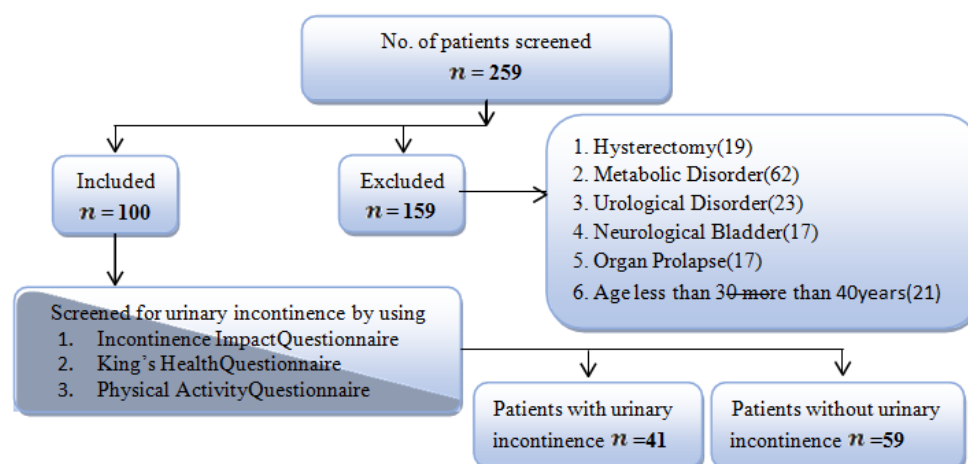 No. of patients screened
n = 259
Included
n = 100
Excluded
n = 159
1. Hysterectomy(19)
2. Metabolic Disorder(62)
3. Urological Disorder(23)
4. Neurological Bladder(17)
5. Organ Prolapse(17)
6. Age less than 30 more than 40years(21)
Screened for urinary incontinence by using
1. Incontinence ImpactQuestionnaire
2. King's HealthQuestionnaire
3. Physical ActivityQuestionnaire
Patients with urinary
incontinence n =41
Patients without urinary
incontinence n =59